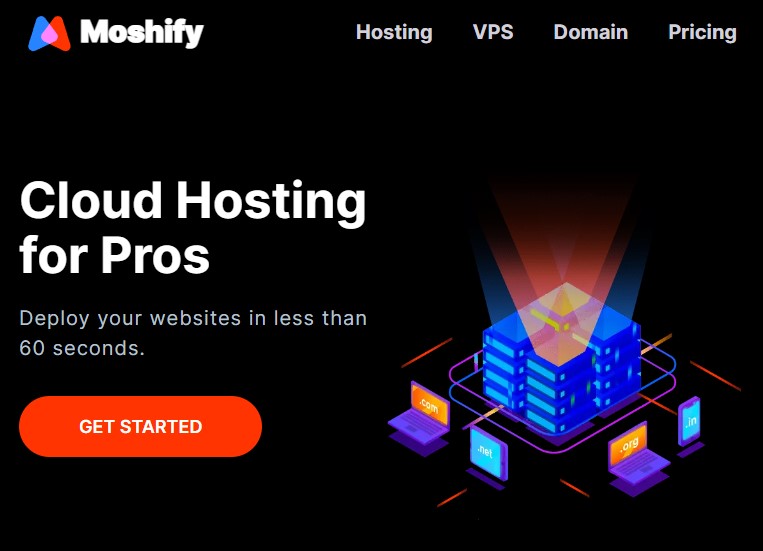 Moshify
Hosting
VPS
Domain
Pricing
Cloud Hosting
for Pros
Deploy your websites in less than
60 seconds.
GET STARTED
.com
.net
.org
.in